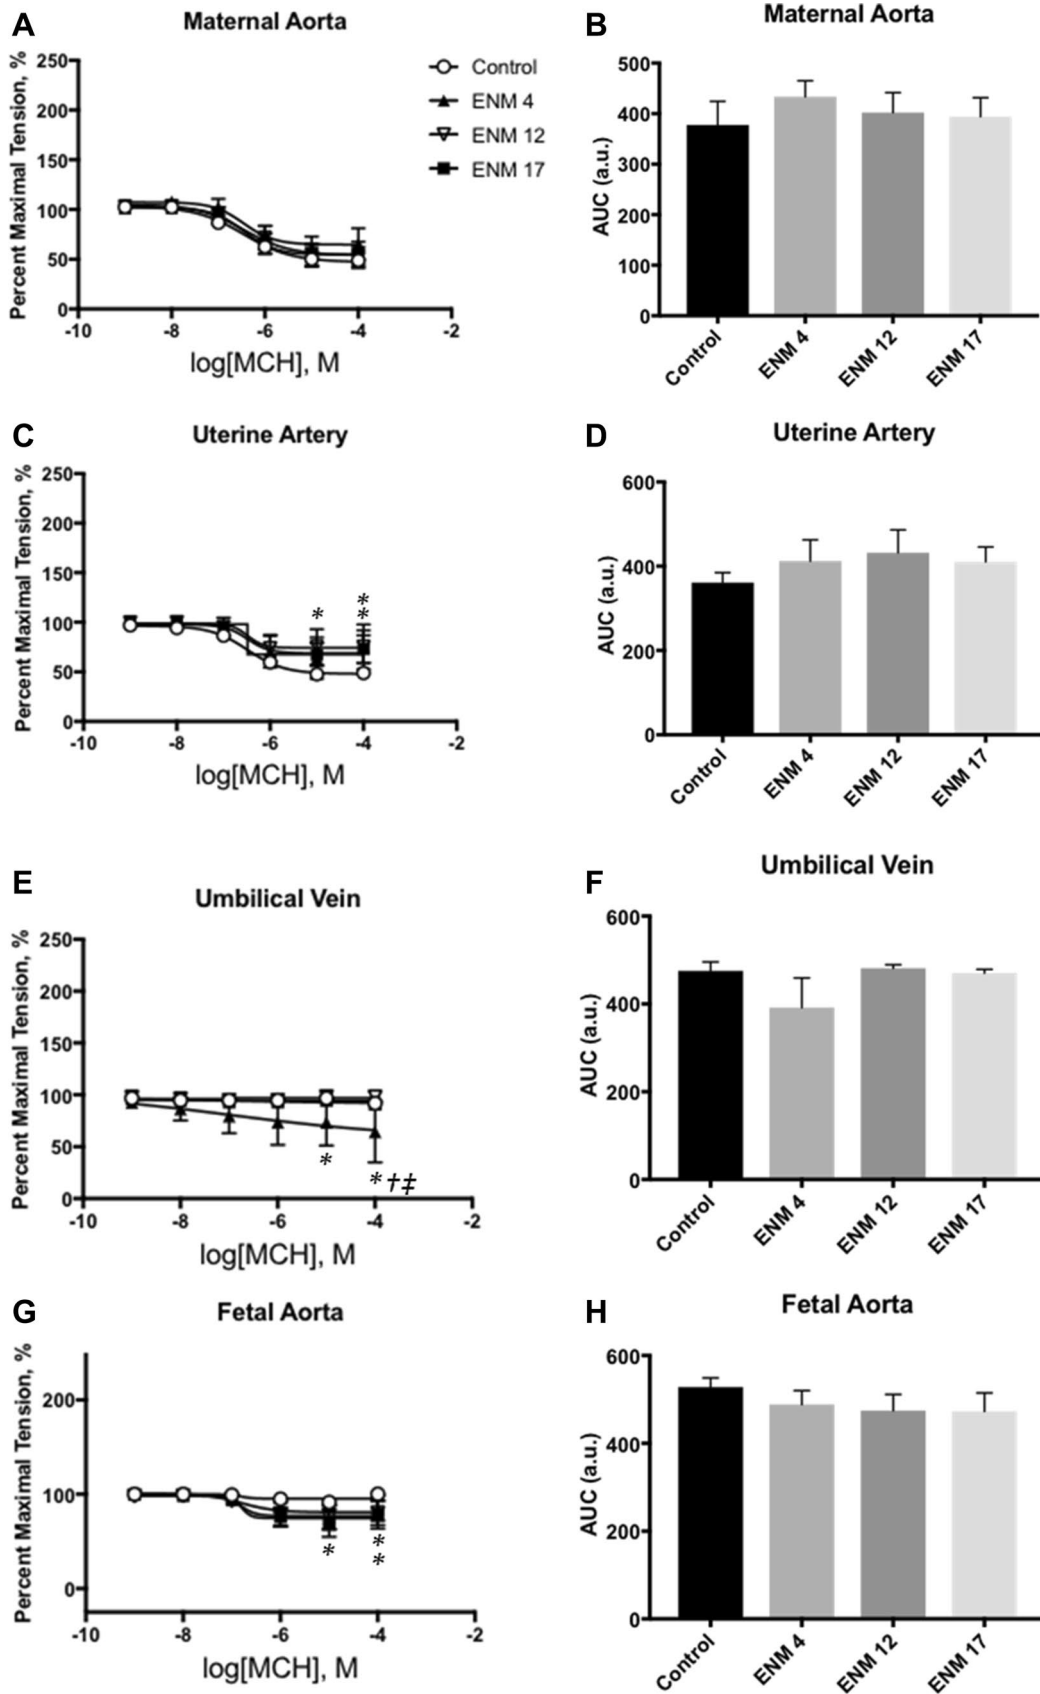 A
Maternal Aorta
Percent Maximal Tension, %
250
200
150
100
50
0
-10
-8
-6
-4
-2
log[MCH], M
Control
ENM 4
ENM 12
ENM 17
B
Maternal Aorta
AUC (a.u.)
500
400
300
200
100
0
Control
ENM 4
ENM 12
ENM 17
C
Uterine Artery
Percent Maximal Tension, %
250
200
150
100
50
0
*
*
*
-10
-8
-6
-4
-2
log[MCH], M
D
Uterine Artery
AUC (a.u.)
600
400
200
0
Control
ENM 4
ENM 12
ENM 17
E
Umbilical Vein
Percent Maximal Tension, %
250
200
150
100
50
0
*
*†‡
-10
-8
-6
-4
-2
log[MCH], M
F
Umbilical Vein
AUC (a.u.)
600
400
200
0
Control
ENM 4
ENM 12
ENM 17
G
Fetal Aorta
Percent Maximal Tension, %
200
100
0
*
*
*
-10
-8
-6
-4
-2
log[MCH], M
H
Fetal Aorta
AUC (a.u.)
600
400
200
0
Control
ENM 4
ENM 12
ENM 17